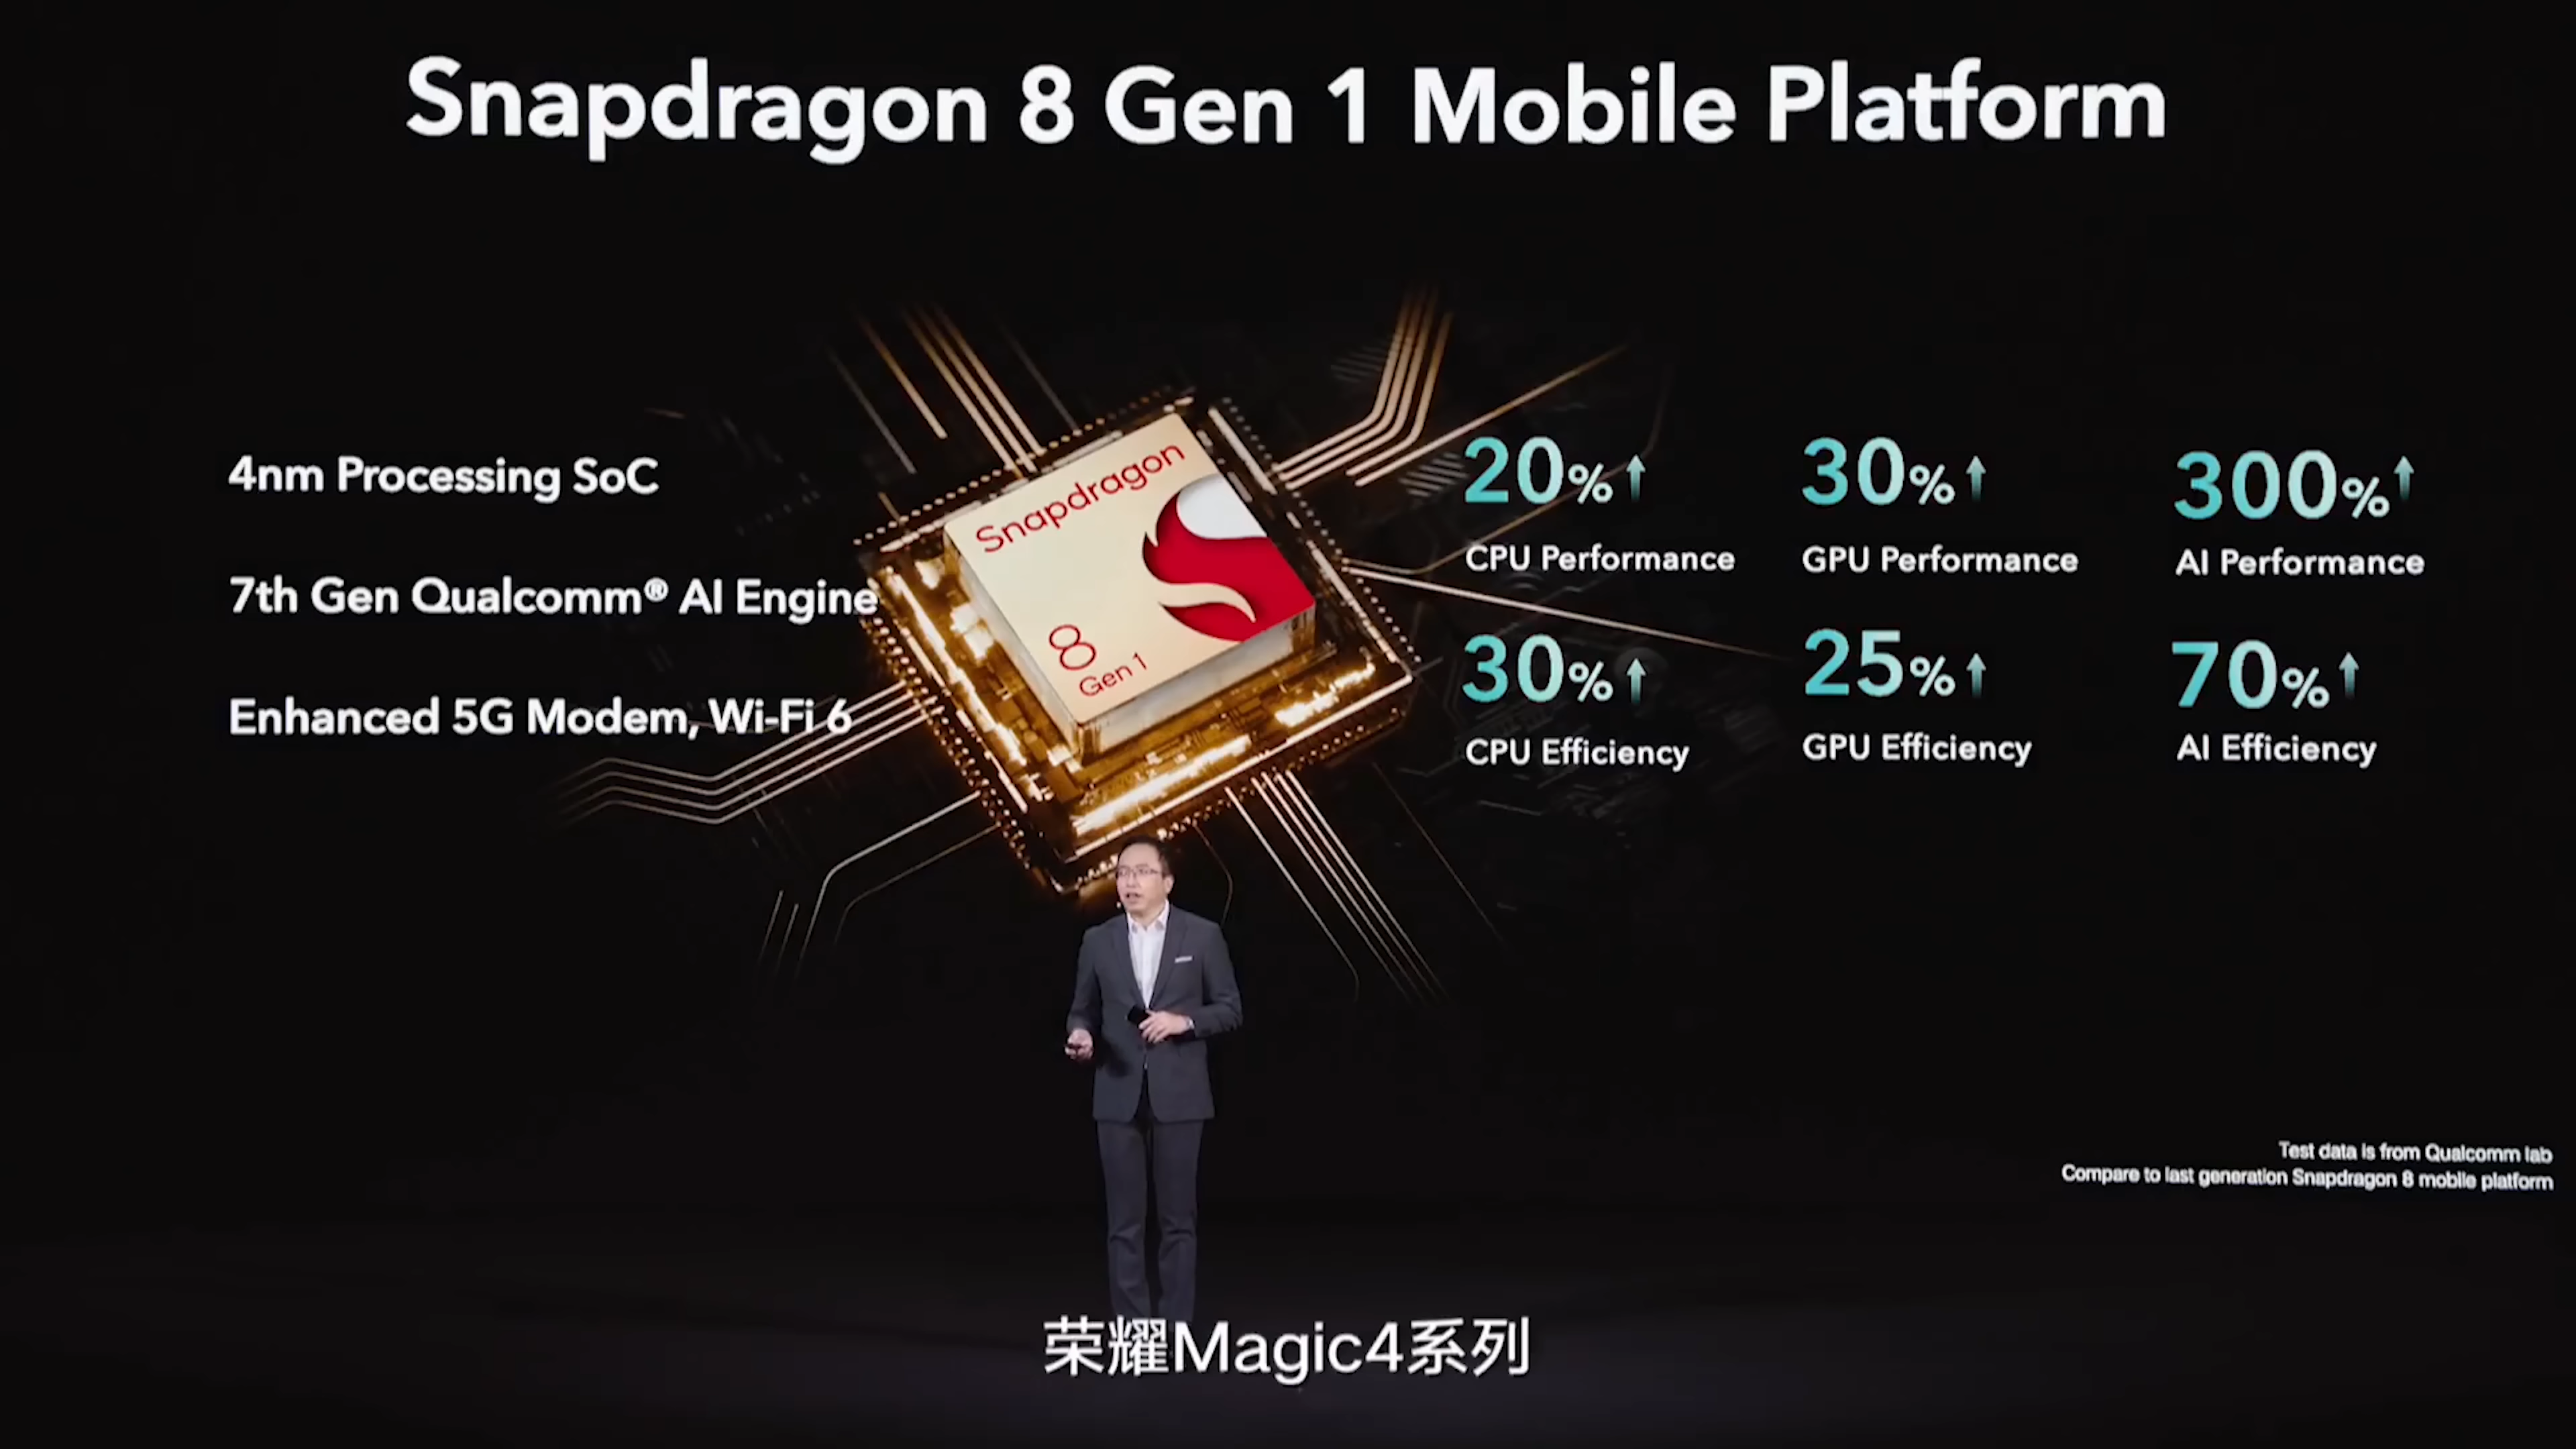 Snapdragon 8 Gen 1 Mobile Platform
4nm Processing SoC
7th Gen Qualcomm® AI Engine
Enhanced 5G Modem, Wi-Fi 6
Snapdragon
8
Gen 1
20%↑
CPU Performance
30%↑
GPU Performance
300%↑
AI Performance
30%↑
CPU Efficiency
25%↑
GPU Efficiency
70%↑
AI Efficiency
Test data is from Qualcomm lab
Compare to last generation Snapdragon 8 mobile platform
荣耀Magic4系列